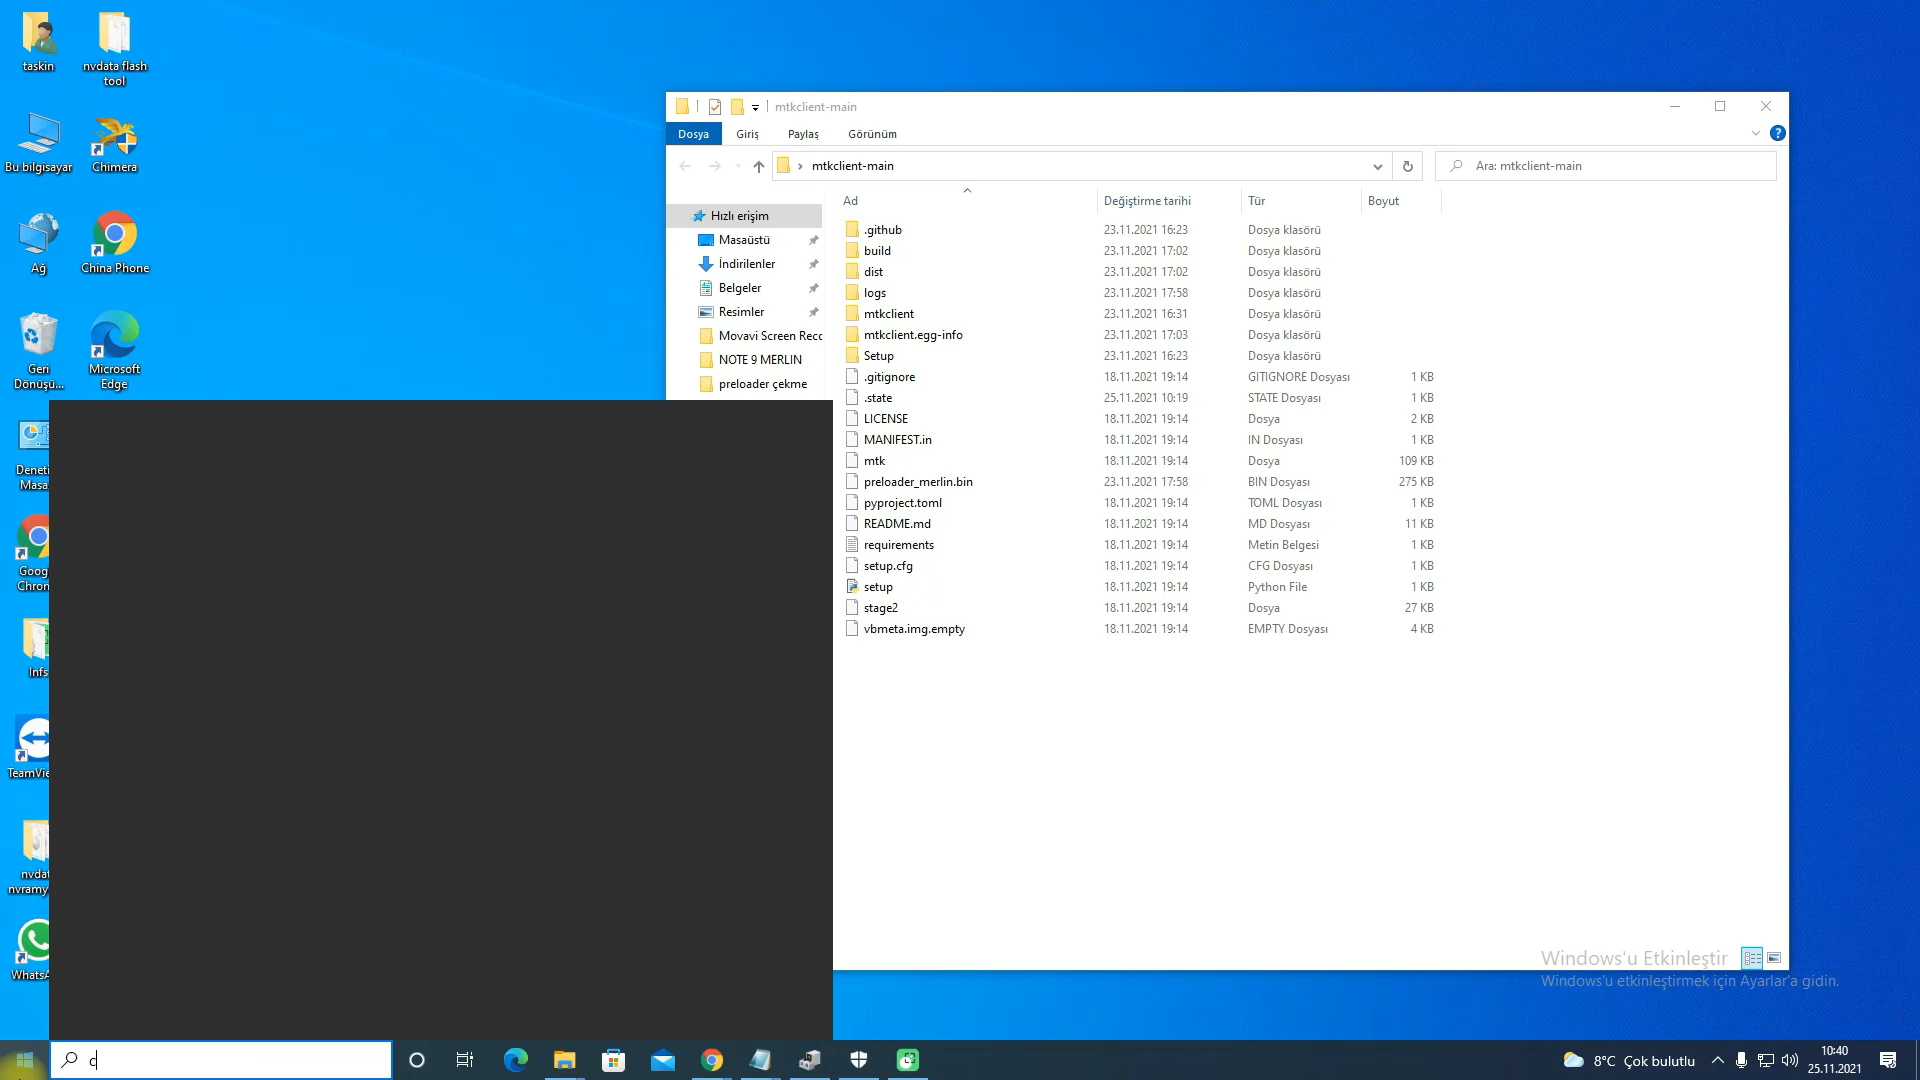 taskin
nvdata flash
tool
Bu bilgisayar
Chimera
Ağ
China Phone
Geri
Dönüşü...
Microsoft
Edge
mtkclient-main
Dosya
Giriş
Paylaş
Görünüm
mtkclient-main
Ara: mtkclient-main
Ad
Değiştirme tarihi
Tür
Boyut
Hızlı erişim
Masaüstü
İndirilenler
Belgeler
Resimler
Movavi Screen Recc
NOTE 9 MERLIN
preloader çekme
.github 23.11.2021 16:23 Dosya klasörü
build 23.11.2021 17:02 Dosya klasörü
dist 23.11.2021 17:02 Dosya klasörü
logs 23.11.2021 17:58 Dosya klasörü
mtkclient 23.11.2021 16:31 Dosya klasörü
mtkclient.egg-info 23.11.2021 17:03 Dosya klasörü
Setup 23.11.2021 16:23 Dosya klasörü
.gitignore 18.11.2021 19:14 GITIGNORE Dosyası 1 KB
.state 25.11.2021 10:19 STATE Dosyası 1 KB
LICENSE 18.11.2021 19:14 Dosya 2 KB
MANIFEST.in 18.11.2021 19:14 IN Dosyası 1 KB
mtk 18.11.2021 19:14 Dosya 109 KB
preloader_merlin.bin 23.11.2021 17:58 BIN Dosyası 275 KB
pyproject.toml 18.11.2021 19:14 TOML Dosyası 1 KB
README.md 18.11.2021 19:14 MD Dosyası 11 KB
requirements 18.11.2021 19:14 Metin Belgesi 1 KB
setup.cfg 18.11.2021 19:14 CFG Dosyası 1 KB
setup 18.11.2021 19:14 Python File 1 KB
stage2 18.11.2021 19:14 Dosya 27 KB
vbmeta.img.empty 18.11.2021 19:14 EMPTY Dosyası 4 KB
Deneti
Masa
Goog
Chron
Infs
TeamVie
nvdat
nvramy
WhatsA
Windows'u Etkinleştir
Windows'u etkinleştirmek için Ayarlar'a gidin.
c
8°C Çok bulutlu
10:40
25.11.2021